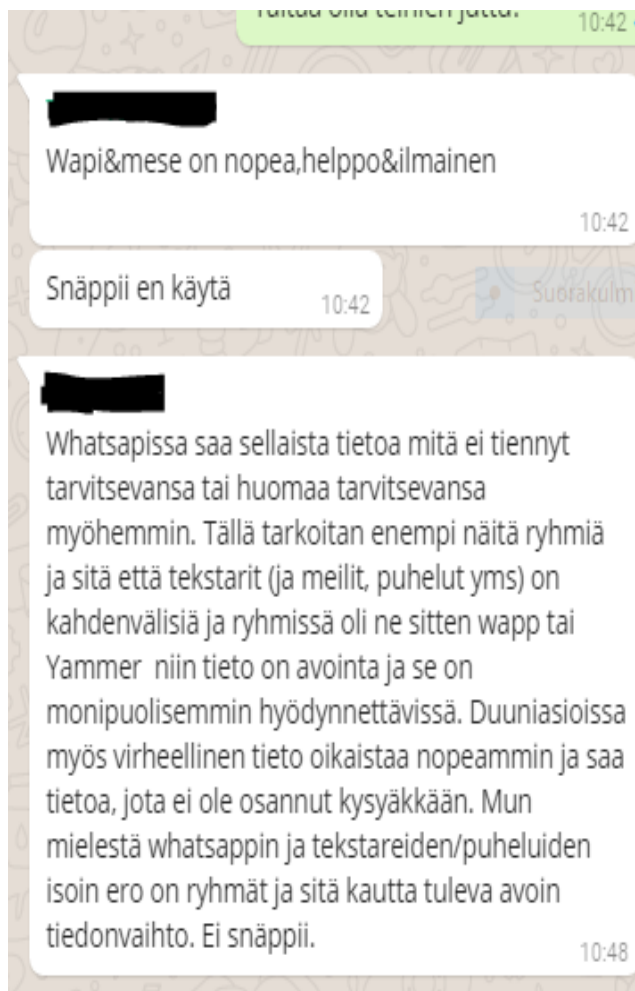 10:42
Wapi&mese on nopea,helppo&ilmainen
10:42
Snäppii en käytä
10:42
Suorakulm
Whatsapissa saa sellaista tietoa mitä ei tiennyt
tarvitsevansa tai huomaa tarvitsevansa
myöhemmin. Tällä tarkoitan enempi näitä ryhmiä
ja sitä että tekstarit (ja meilit, puhelut yms) on
kahdenvälisiä ja ryhmissä oli ne sitten wapp tai
Yammer niin tieto on avointa ja se on
monipuolisemmin hyödynnettävissä. Duuniasioissa
myös virheellinen tieto oikaistaa nopeammin ja saa
tietoa, jota ei ole osannut kysyäkkään. Mun
mielestä whatsappin ja tekstareiden/puheluiden
isoin ero on ryhmät ja sitä kautta tuleva avoin
tiedonvaihto. Ei snäppii.
10:48